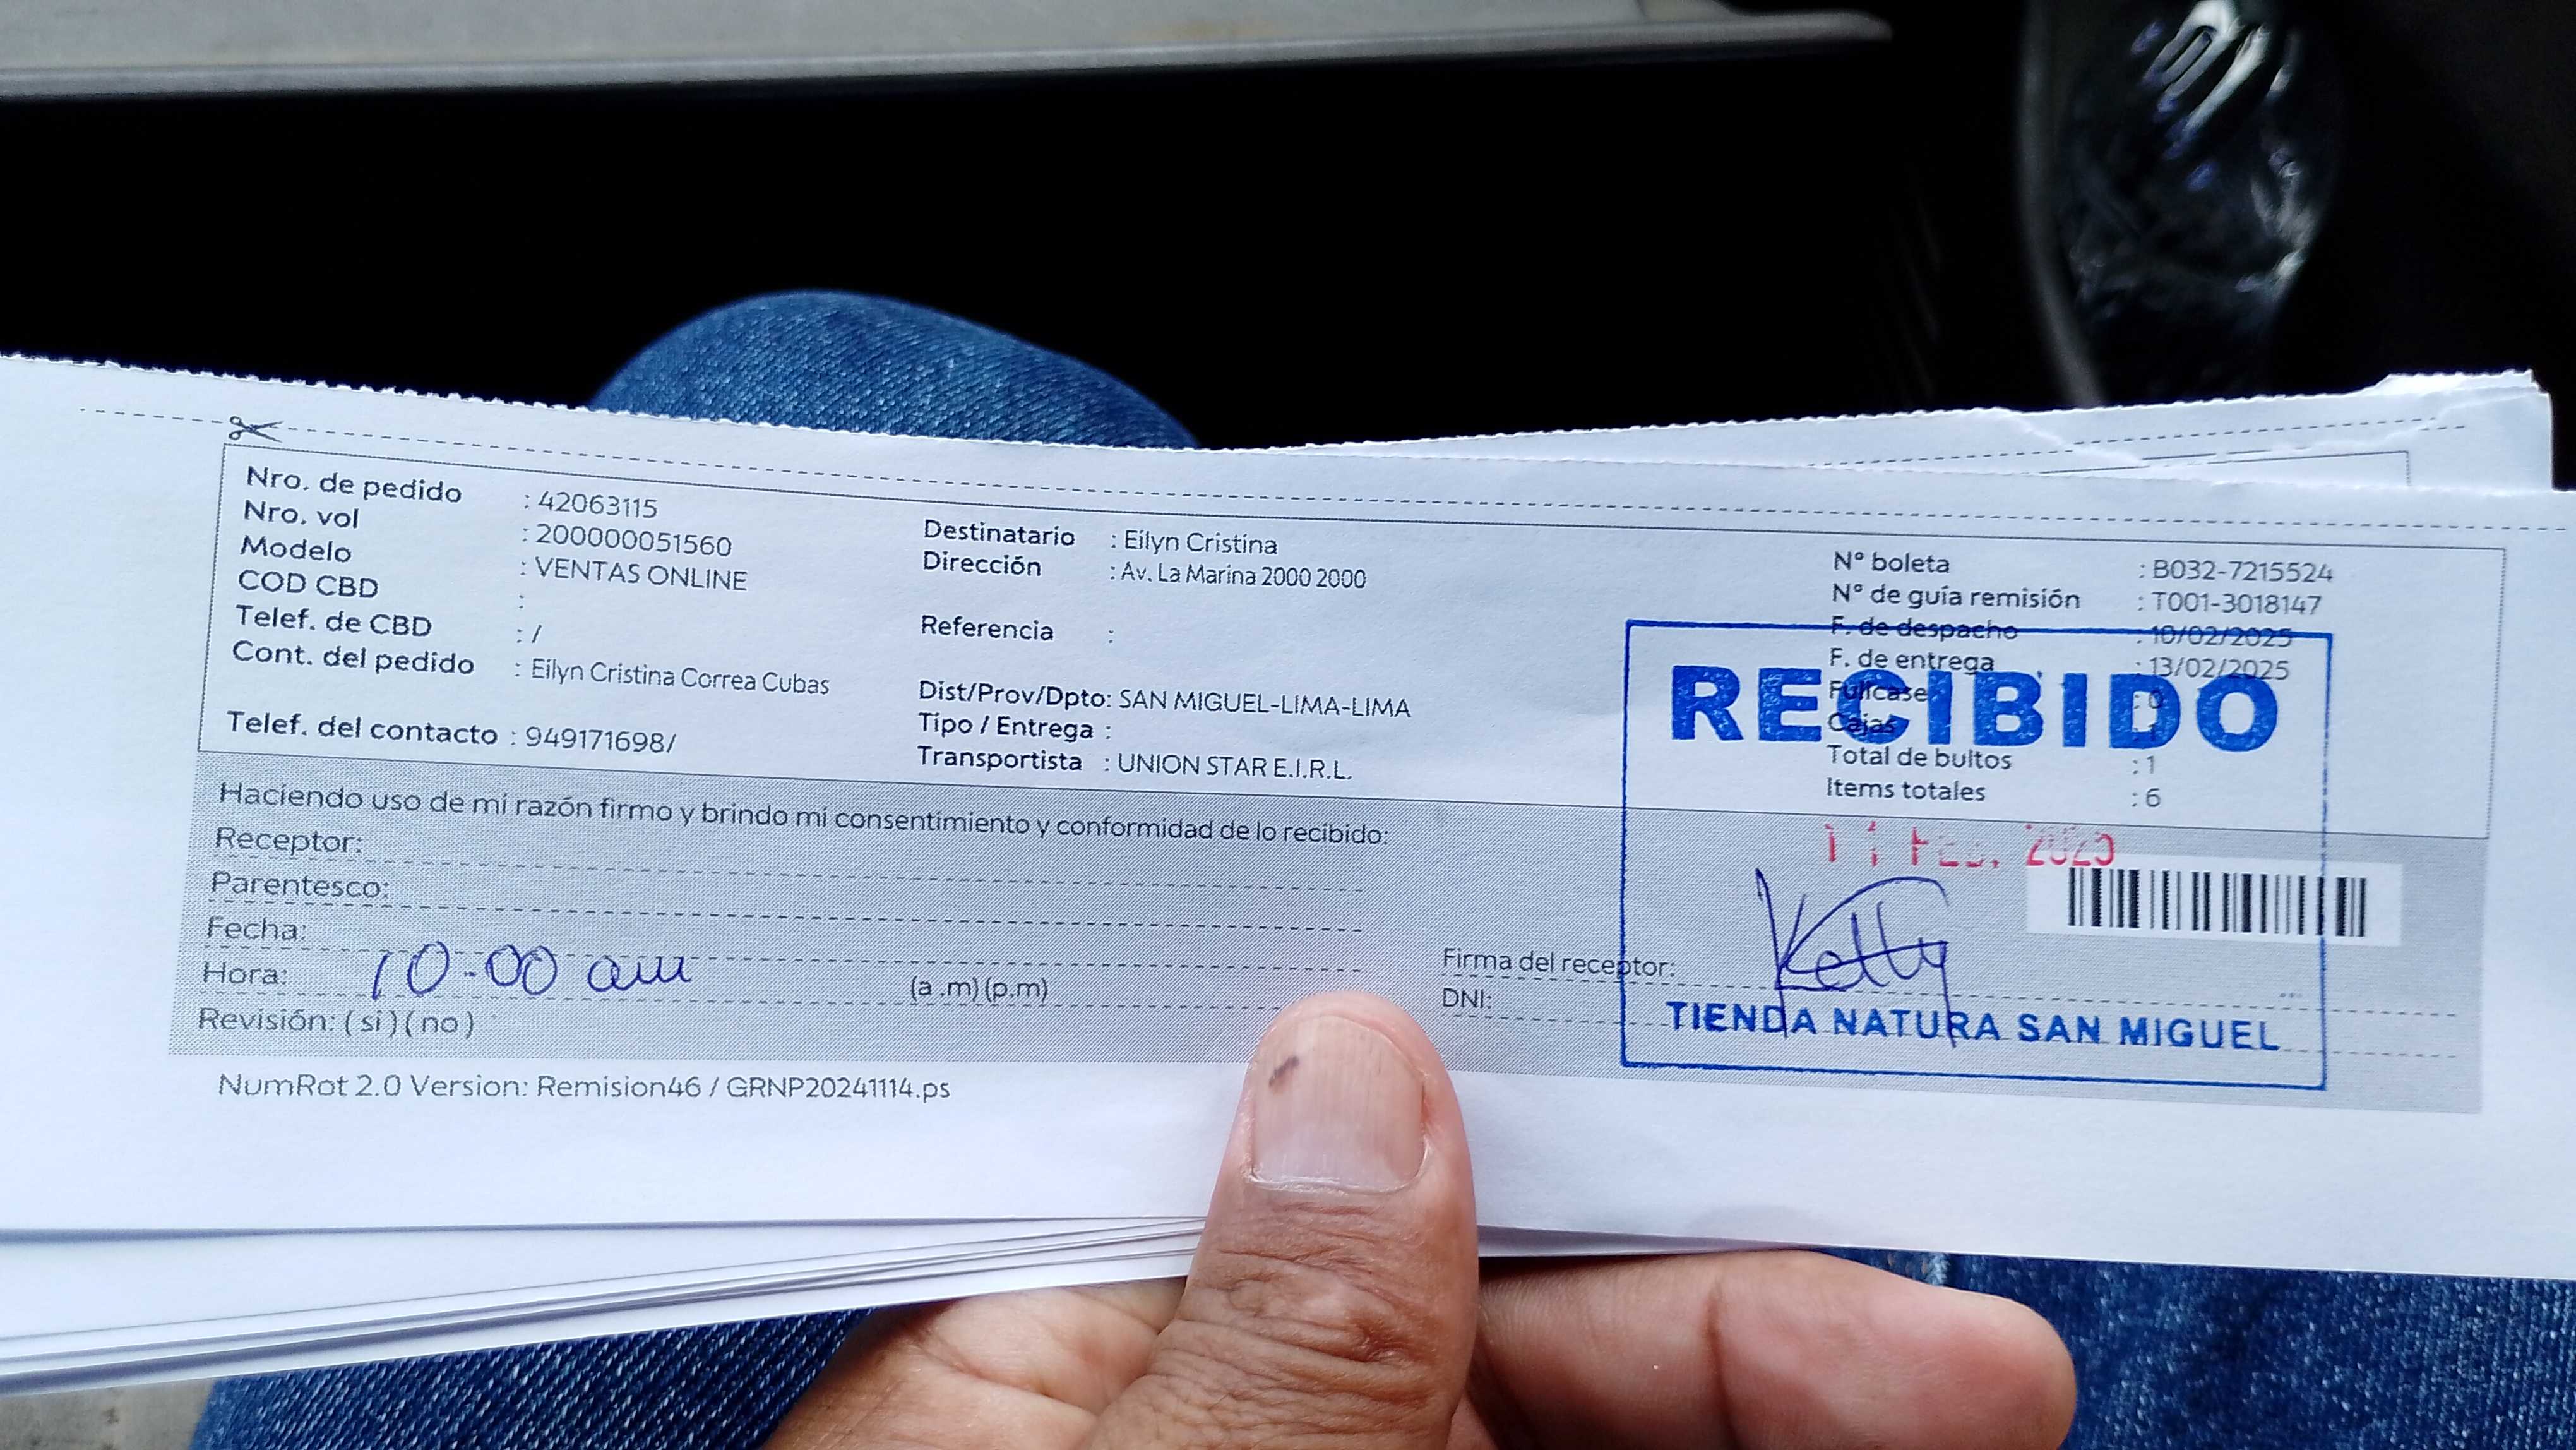 Nro. de pedido : 42063115
Nro. vol : 200000051560
Modelo : VENTAS ONLINE
COD CBD :
Telef. de CBD : /
Cont. del pedido : Eilyn Cristina Correa Cubas
Telef. del contacto : 949171698/
Destinatario : Eilyn Cristina
Dirección : Av. La Marina 2000 2000
Referencia :
Dist/Prov/Dpto: SAN MIGUEL-LIMA-LIMA
Tipo / Entrega :
Transportista : UNION STAR E.I.R.L.
N° boleta : B032-7215524
N° de guía remisión : T001-3018147
F. de despacho : 10/02/2025
F. de entrega : 13/02/2025
Fullcase : 0
Cajas :
Total de bultos : 1
Items totales : 6
RECIBIDO
Haciendo uso de mi razón firmo y brindo mi consentimiento y conformidad de lo recibido:
Receptor:
Parentesco:
Fecha:
Hora: 10-00 am (a .m) (p.m)
Revisión: ( si ) ( no )
FEB. 2025
Firma del receptor: Ketty
DNI:
TIENDA NATURA SAN MIGUEL
NumRot 2.0 Version: Remision46 / GRNP20241114.ps